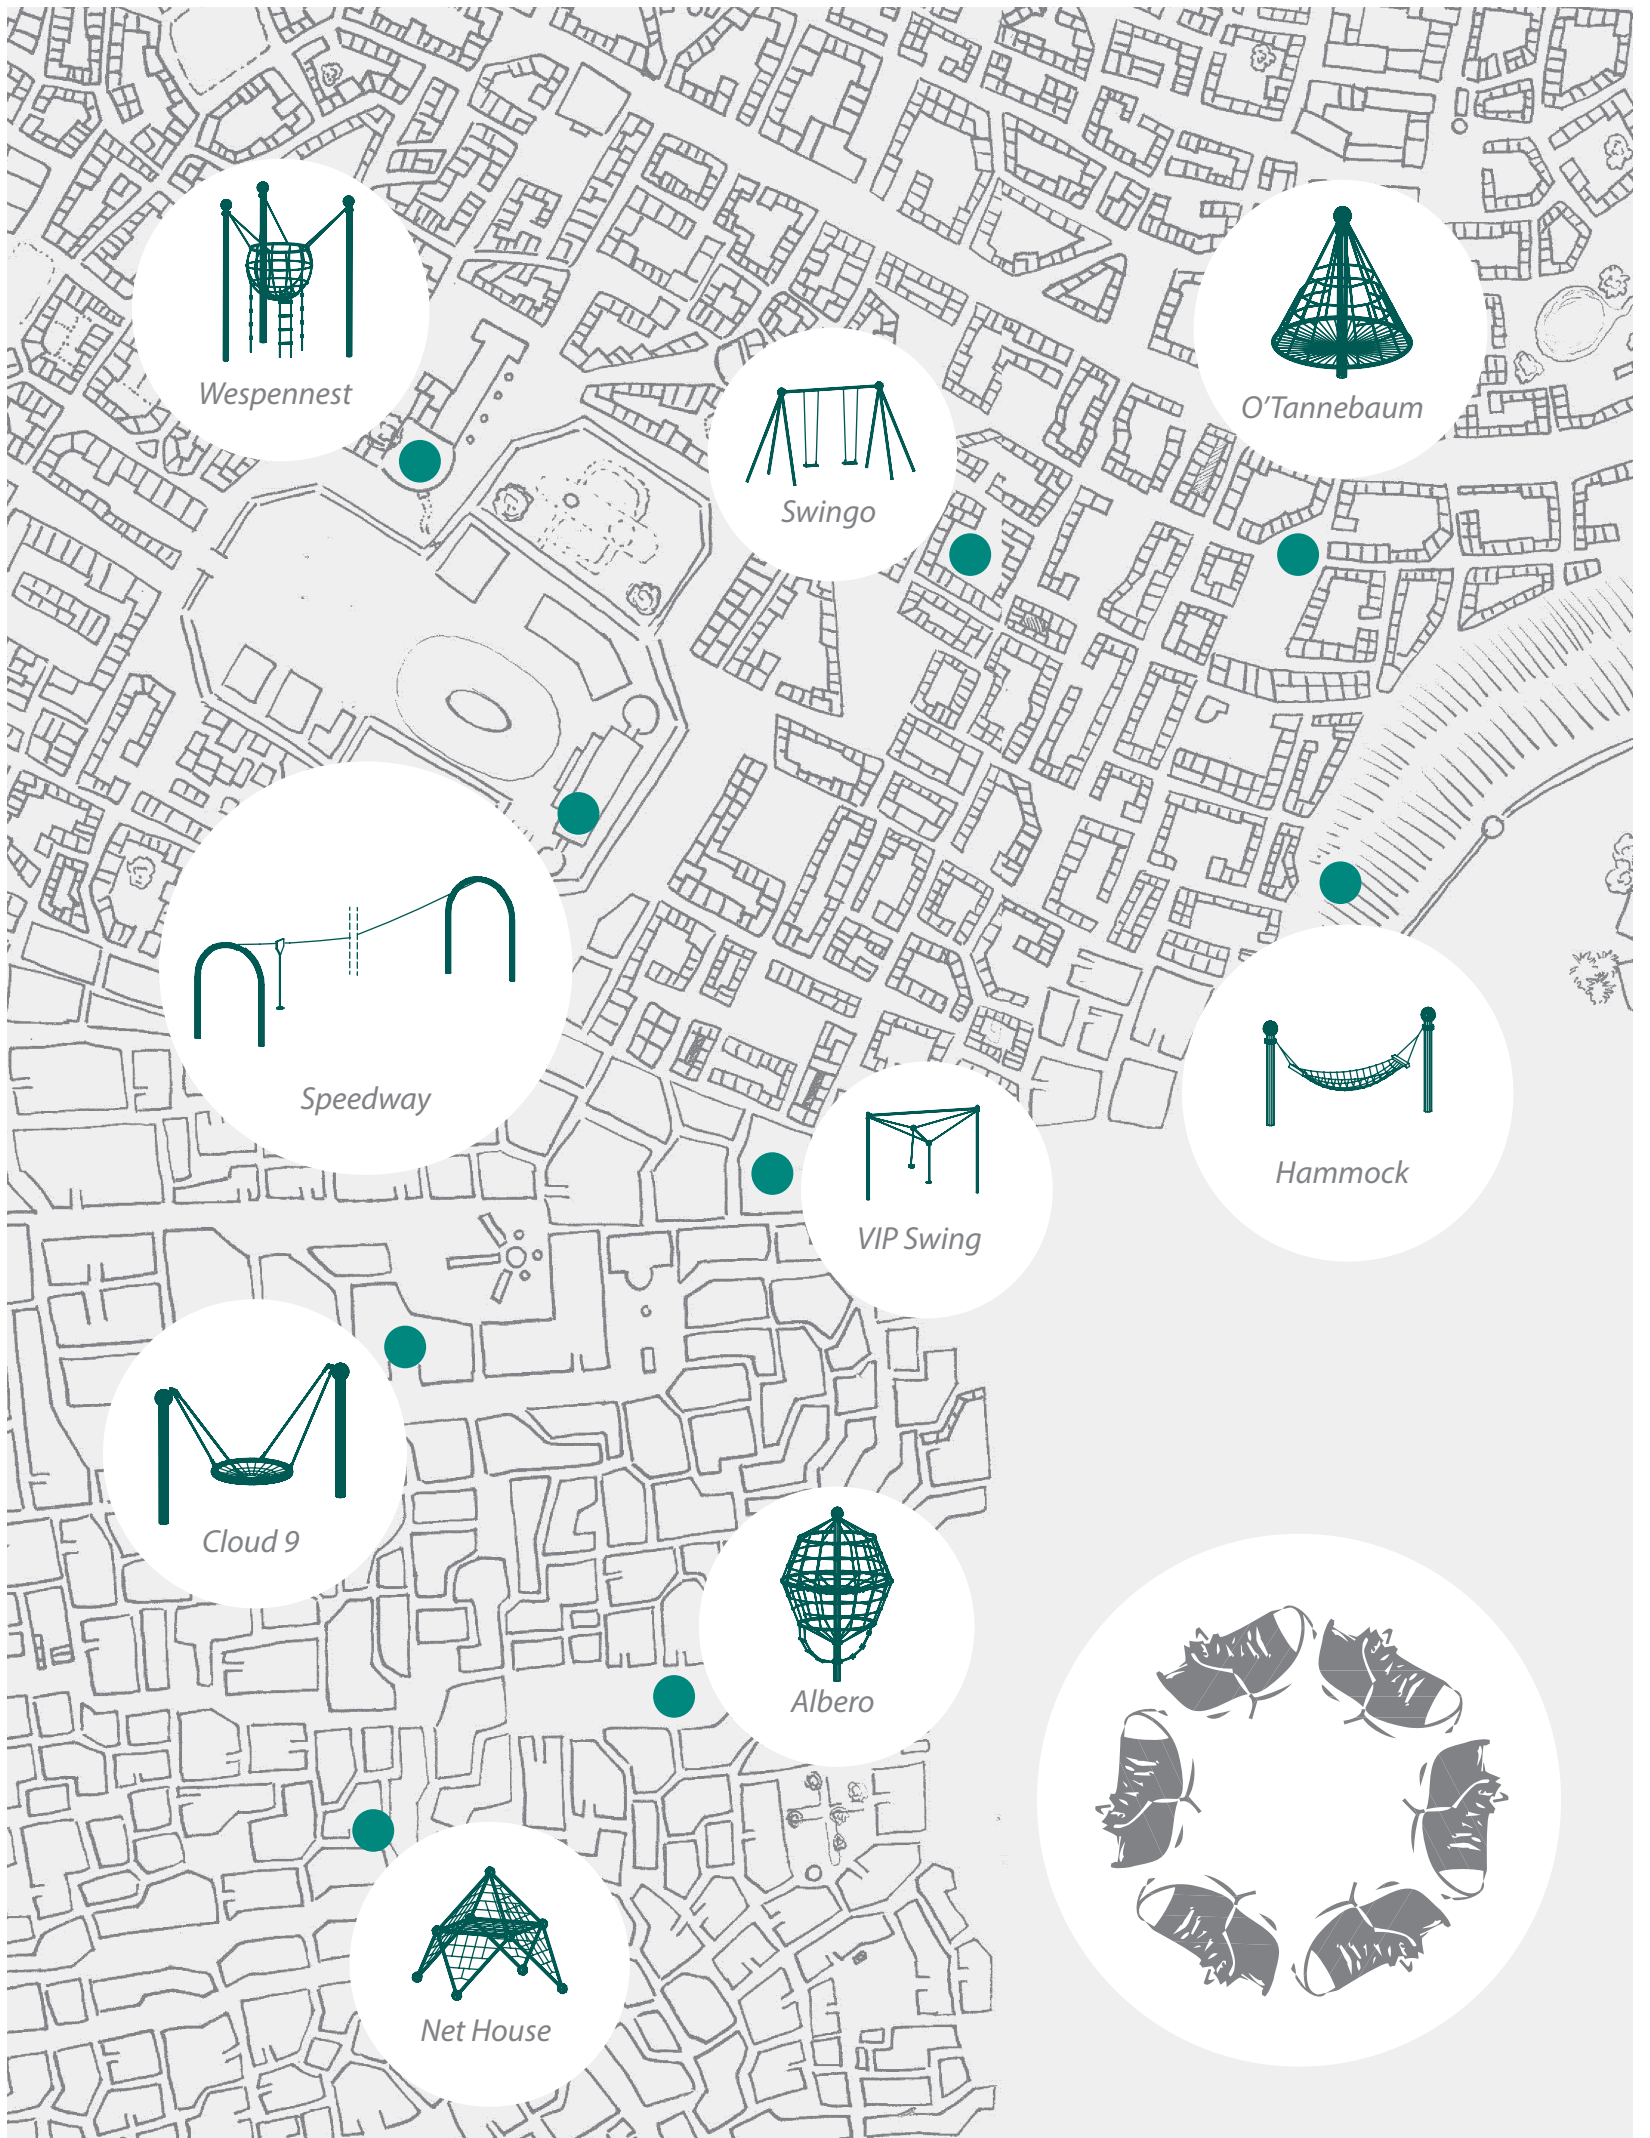 Wespennest
O'Tannebaum
Swingo
Speedway
Hammock
VIP Swing
Cloud 9
Albero
Net House